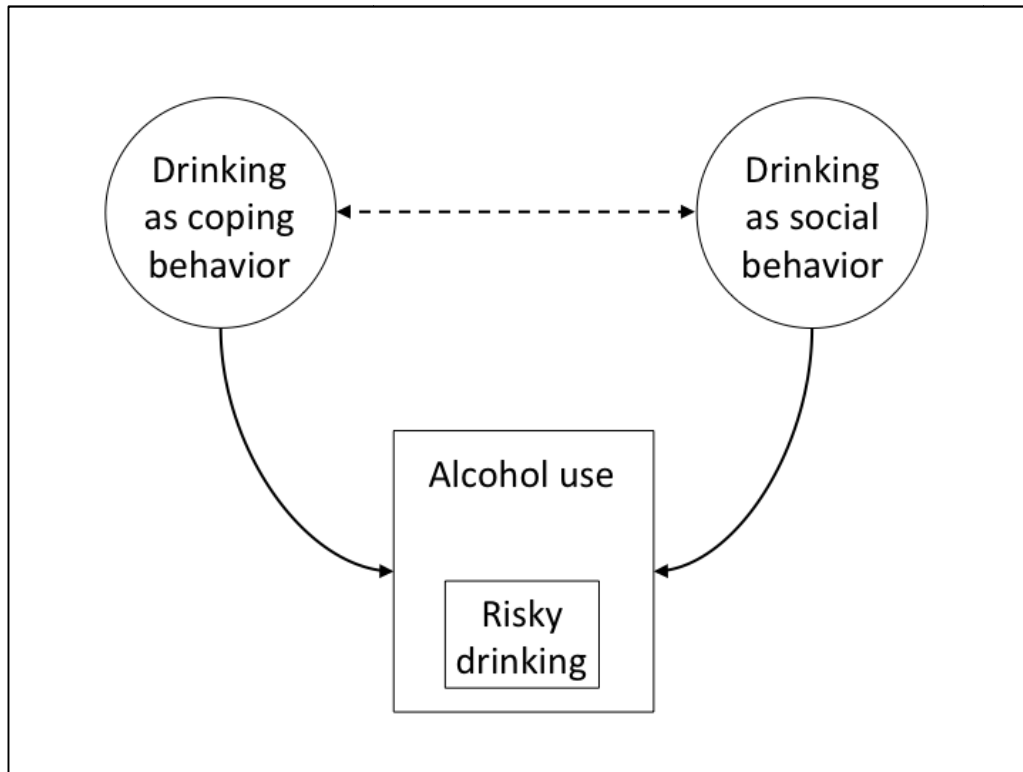 Drinking
as coping
behavior
Drinking
as social
behavior
Alcohol use
Risky
drinking